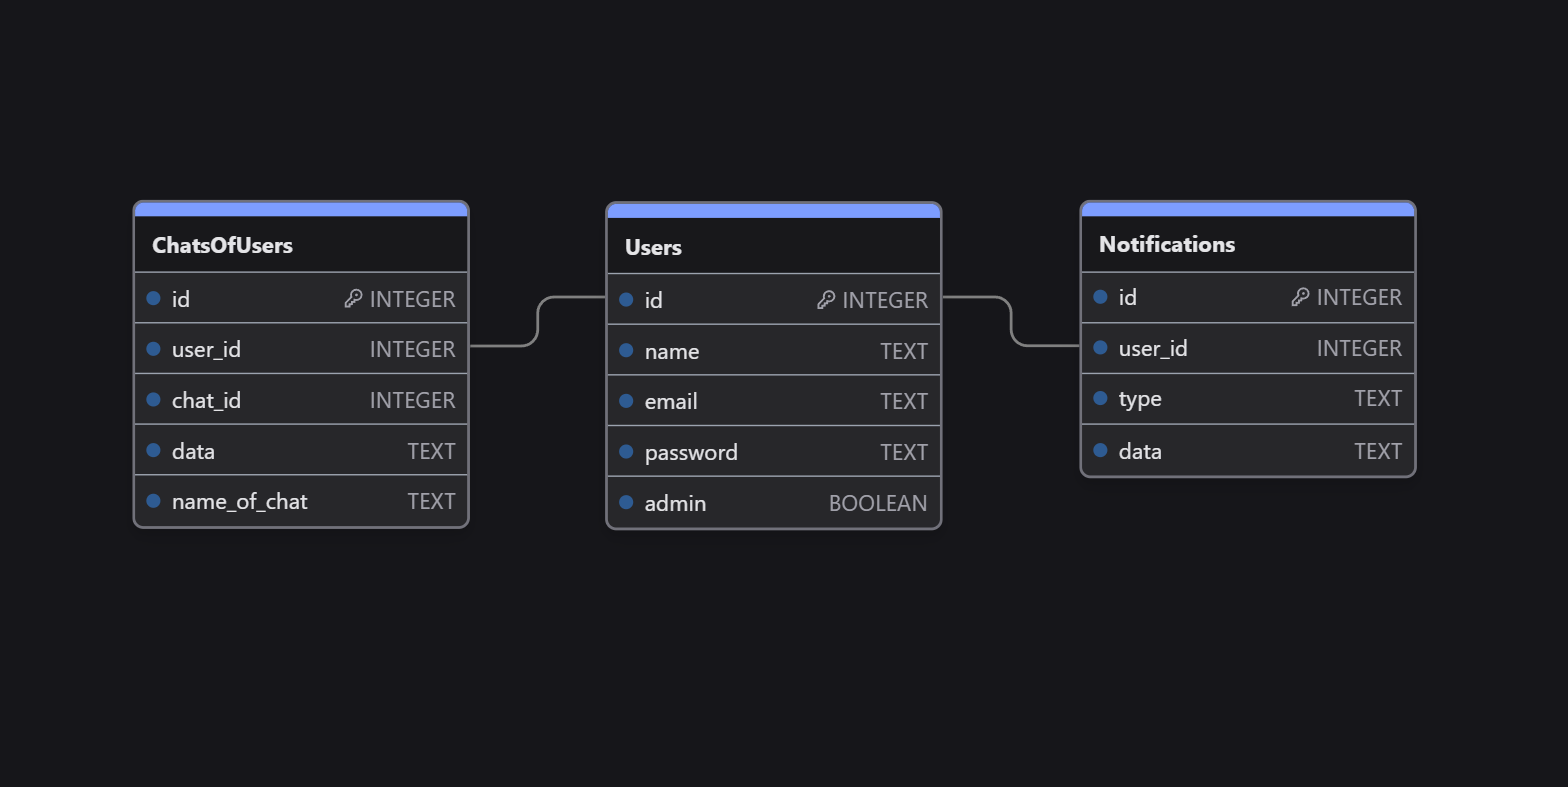 ChatsOfUsers
id INTEGER
user_id INTEGER
chat_id INTEGER
data TEXT
name_of_chat TEXT
Users
id INTEGER
name TEXT
email TEXT
password TEXT
admin BOOLEAN
Notifications
id INTEGER
user_id INTEGER
type TEXT
data TEXT